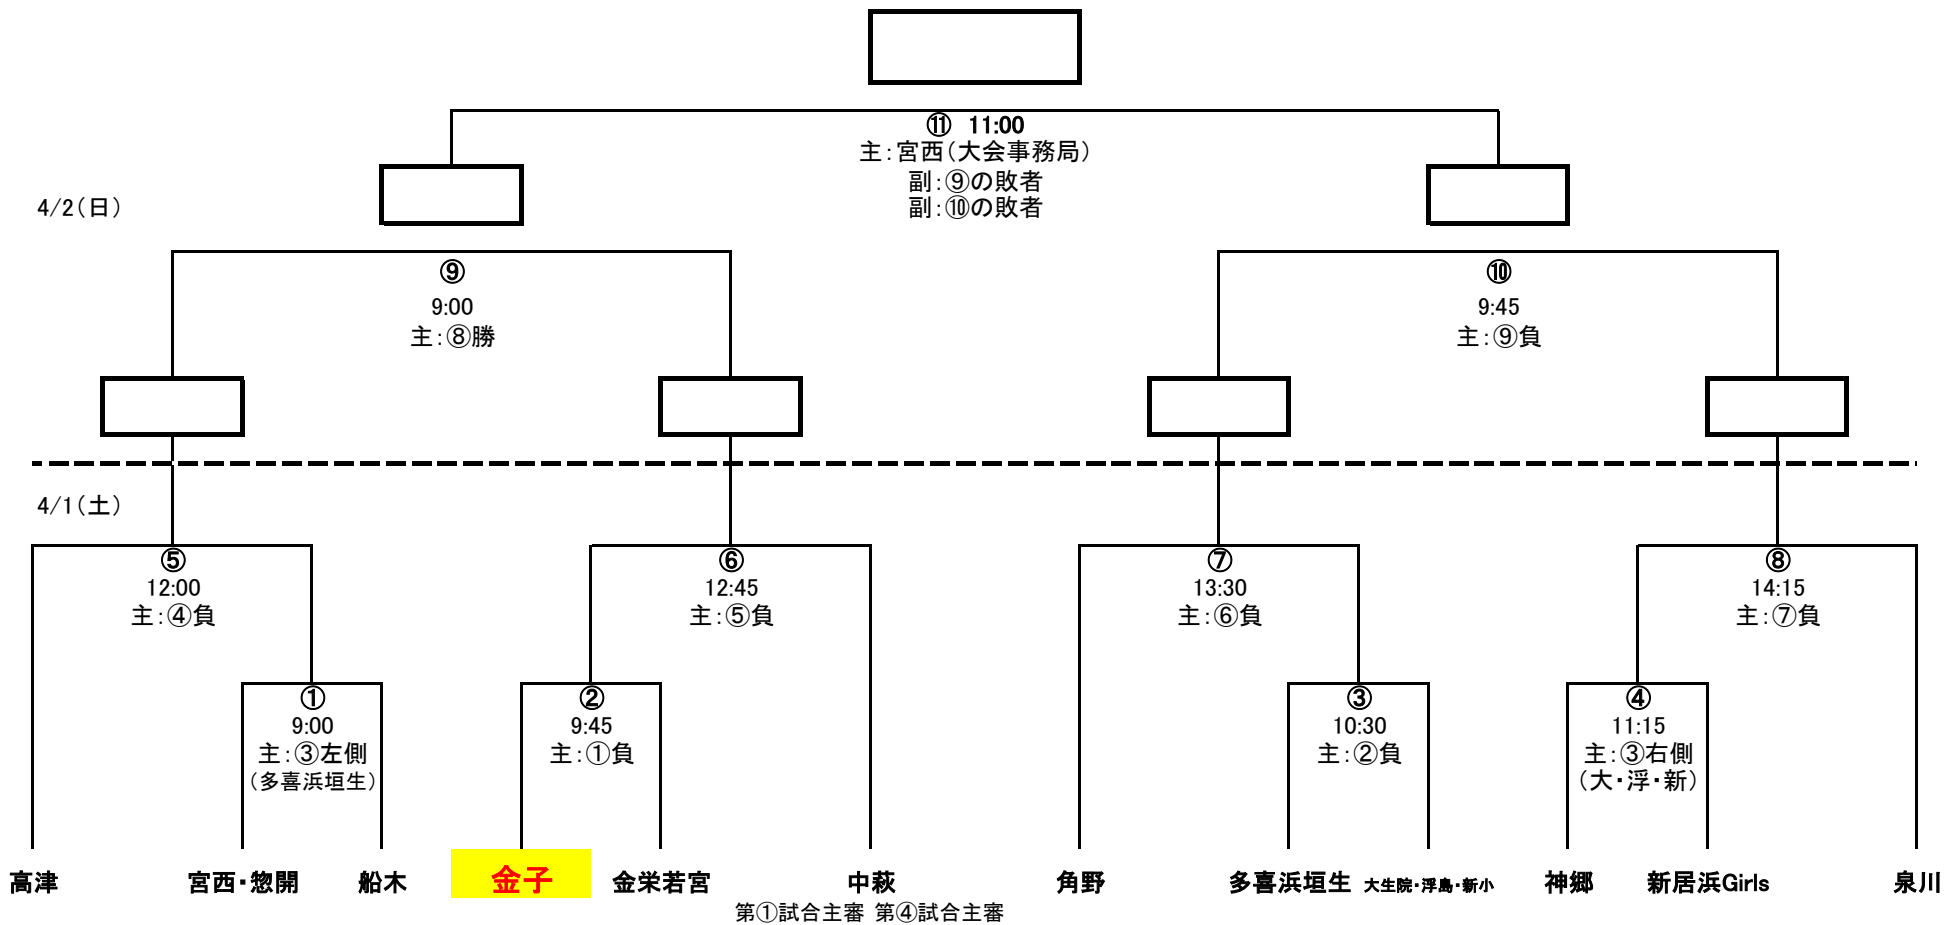 ⑪ 11:00
主:宮西(大会事務局)
副:⑨の敗者
副:⑩の敗者
4/2(日)
⑨
9:00
主:⑧勝
⑩
9:45
主:⑨負
4/1(土)
⑤
12:00
主:④負
⑥
12:45
主:⑤負
⑦
13:30
主:⑥負
⑧
14:15
主:⑦負
①
9:00
主:③左側
(多喜浜垣生)
②
9:45
主:①負
③
10:30
主:②負
④
11:15
主:③右側
(大・浮・新)
高津 宮西・惣開 船木 金子 金栄若宮 中萩 角野 多喜浜垣生 大生院・浮島・新小 神郷 新居浜Girls 泉川
第①試合主審 第④試合主審